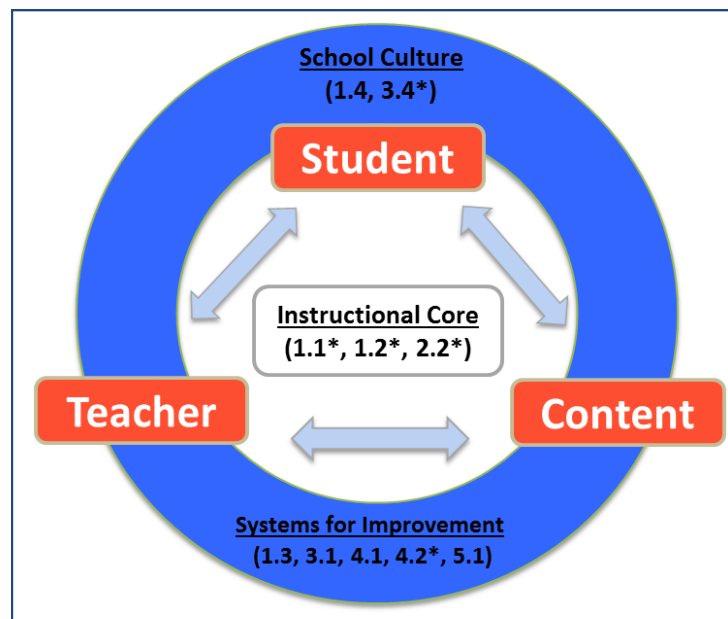 School Culture
(1.4, 3.4*)
Student
Instructional Core
(1.1*, 1.2*, 2.2*)
Teacher
Content
Systems for Improvement
(1.3, 3.1, 4.1, 4.2*, 5.1)